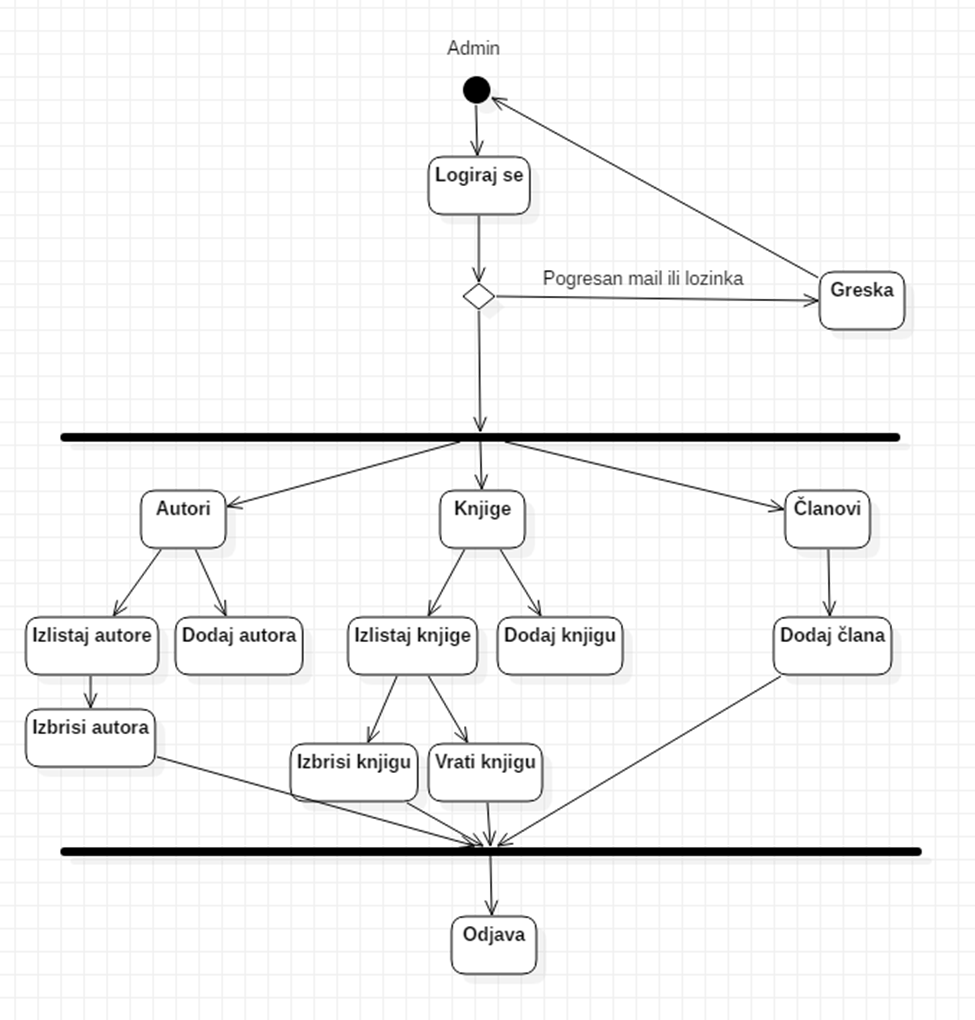 Admin
Logiraj se
Pogresan mail ili lozinka
Greska
Autori
Knjige
Članovi
Izlistaj autore
Dodaj autora
Izlistaj knjige
Dodaj knjigu
Dodaj člana
Izbrisi autora
Izbrisi knjigu
Vrati knjigu
Odjava